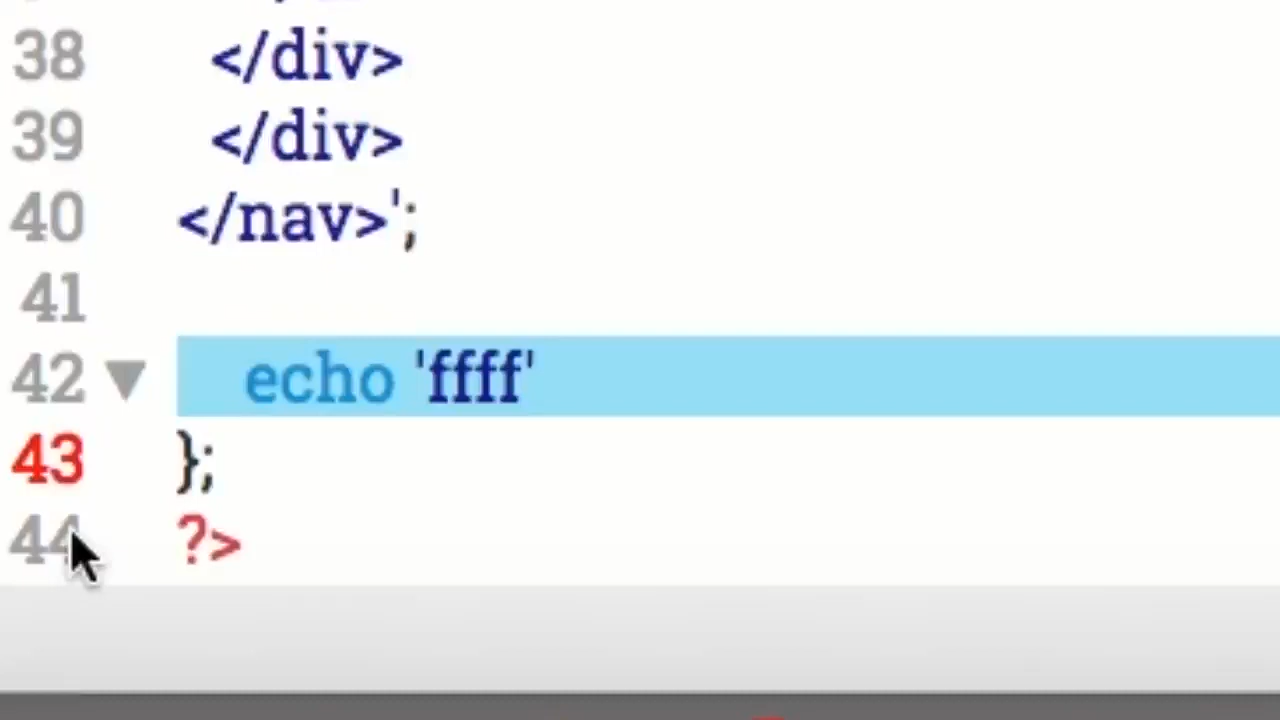 38 </div>
39 </div>
40 </nav>';
41
42 echo 'ffff'
43 };
44 ?>